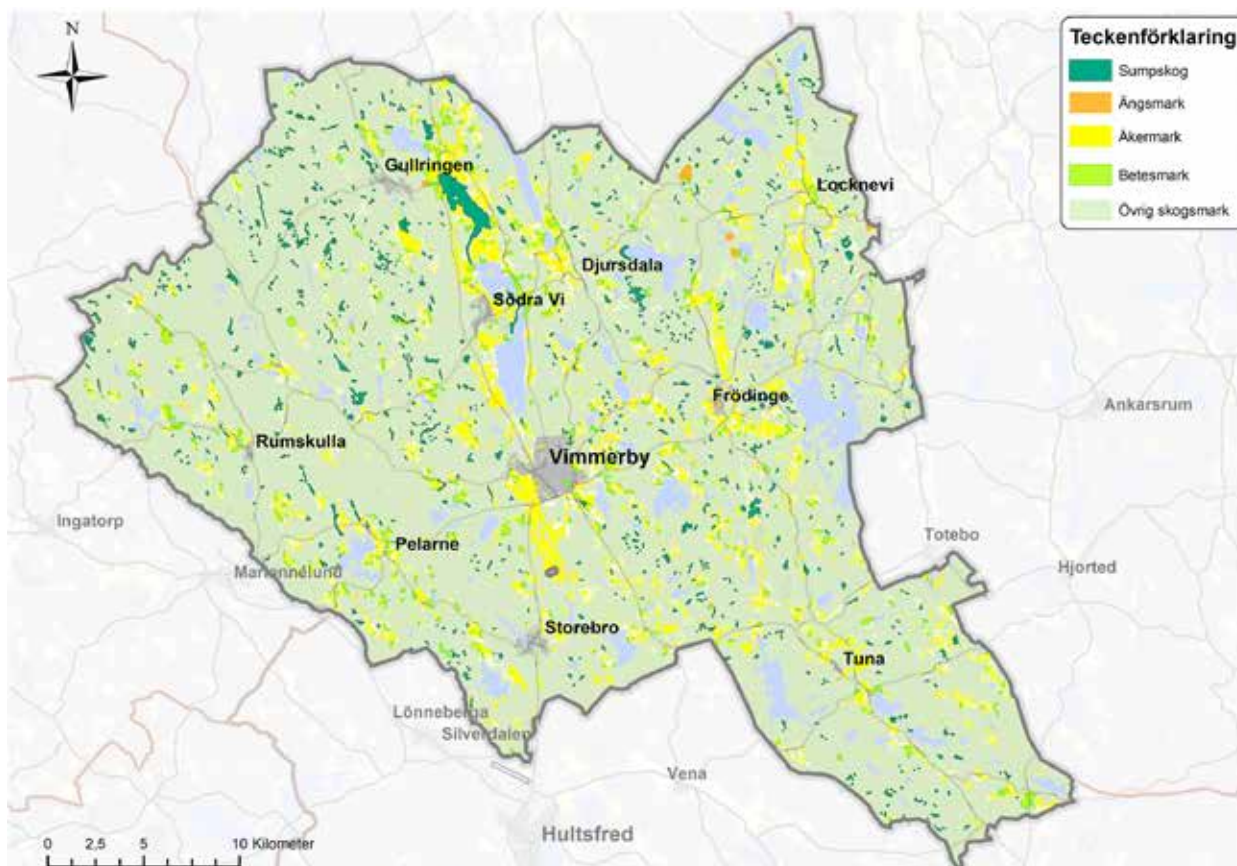 N
Teckenförklaring
Sumpskog
Ängsmark
Åkermark
Betesmark
Övrig skogsmark
Gullringen
Locknevi
Djursdala
Södra Vi
Frödinge
Ankarsrum
Rumskulla
Vimmerby
Ingatorp
Pelarne
Totebo
Mariannelund
Hjorted
Storebro
Tuna
Lönneberga
Silverdalen
Vena
Hultsfred
0 2,5 5 10 Kilometer